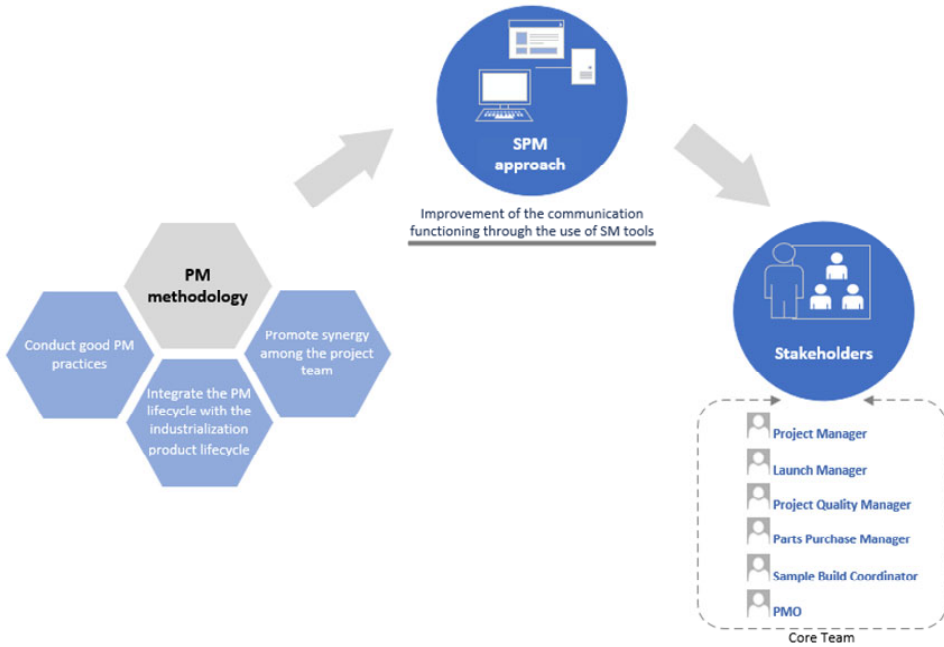 SPM
approach
Improvement of the communication
functioning through the use of SM tools
PM
methodology
Conduct good PM
practices
Promote synergy
among the project
team
Integrate the PM
lifecycle with the
industrialization
product lifecycle
Stakeholders
Project Manager
Launch Manager
Project Quality Manager
Parts Purchase Manager
Sample Build Coordinator
PMO
Core Team